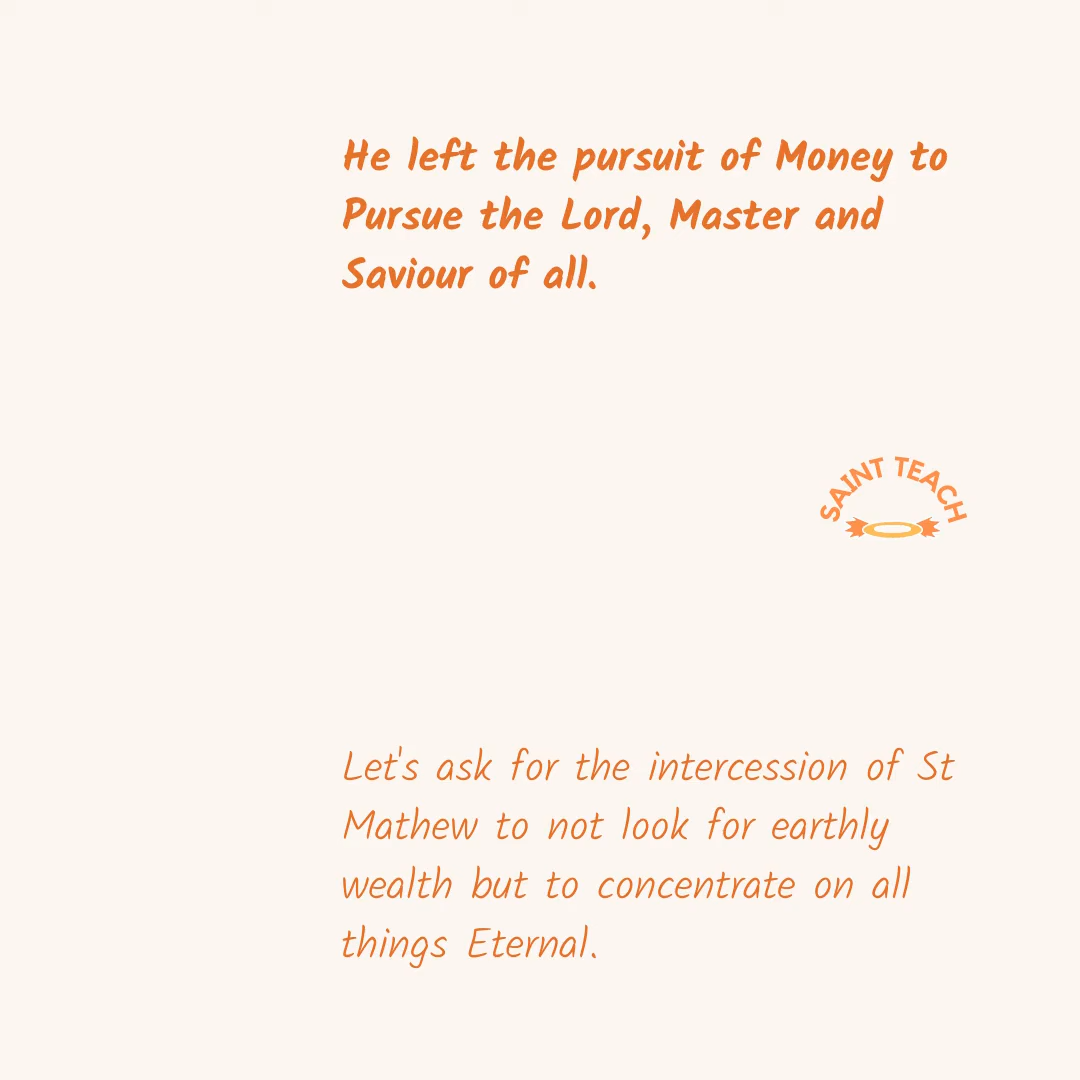 He left the pursuit of Money to
Pursue the Lord, Master and
Saviour of all.
SAINT TEACH
Let's ask for the intercession of St
Mathew to not look for earthly
wealth but to concentrate on all
things Eternal.